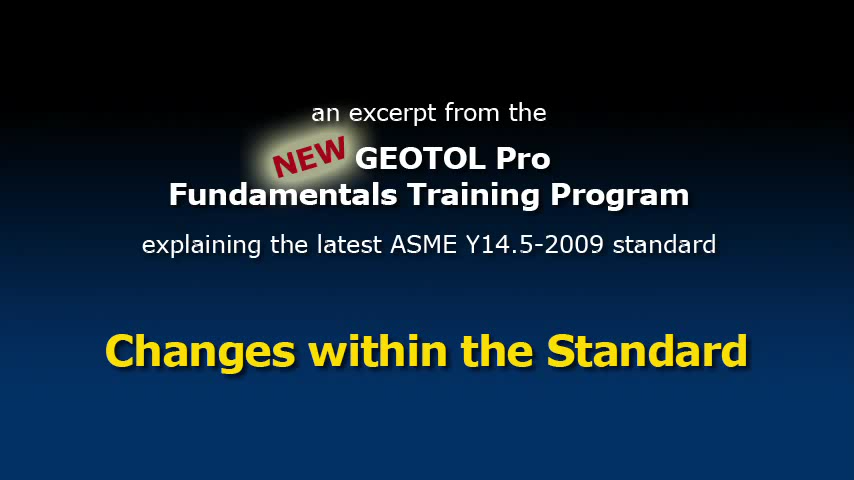 an excerpt from the
NEW GEOTOL Pro
Fundamentals Training Program
explaining the latest ASME Y14.5-2009 standard
Changes within the Standard